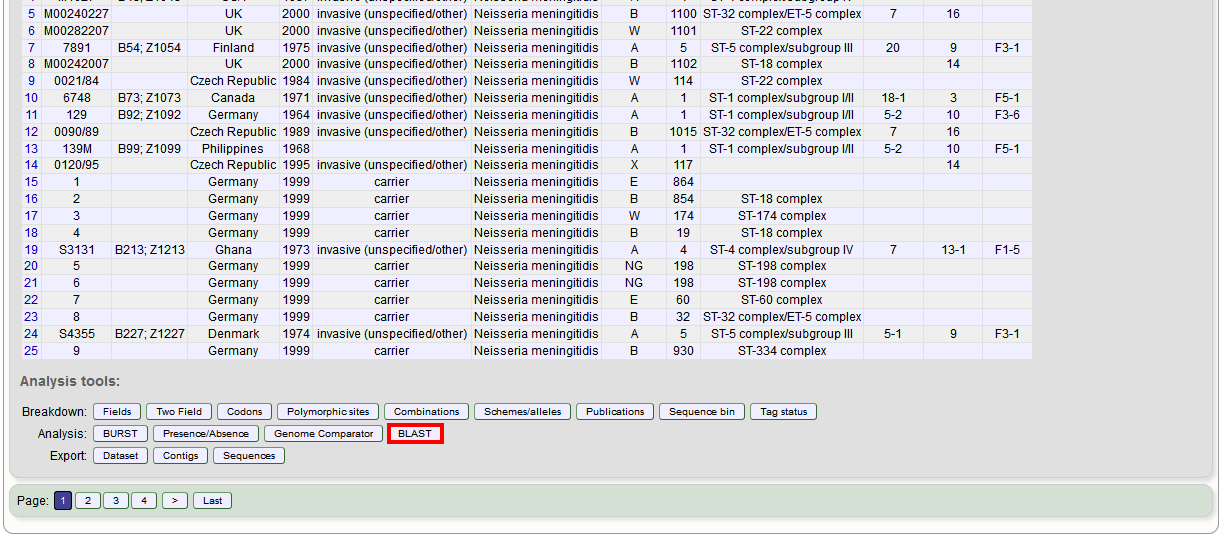 5 M00240227 UK 2000 invasive (unspecified/other) Neisseria meningitidis B 1100 ST-32 complex/ET-5 complex 7 16
6 M00282207 UK 2000 invasive (unspecified/other) Neisseria meningitidis W 1101 ST-22 complex
7 7891 B54; Z1054 Finland 1975 invasive (unspecified/other) Neisseria meningitidis A 5 ST-5 complex/subgroup III 20 9 F3-1
8 M00242007 UK 2000 invasive (unspecified/other) Neisseria meningitidis B 1102 ST-18 complex 14
9 0021/84 Czech Republic 1984 invasive (unspecified/other) Neisseria meningitidis W 114 ST-22 complex
10 6748 B73; Z1073 Canada 1971 invasive (unspecified/other) Neisseria meningitidis A 1 ST-1 complex/subgroup I/II 18-1 3 F5-1
11 129 B92; Z1092 Germany 1964 invasive (unspecified/other) Neisseria meningitidis A 1 ST-1 complex/subgroup I/II 5-2 10 F3-6
12 0090/89 Czech Republic 1989 invasive (unspecified/other) Neisseria meningitidis B 1015 ST-32 complex/ET-5 complex 7 16
13 139M B99; Z1099 Philippines 1968 Neisseria meningitidis A 1 ST-1 complex/subgroup I/II 5-2 10 F5-1
14 0120/95 Czech Republic 1995 invasive (unspecified/other) Neisseria meningitidis X 117 14
15 1 Germany 1999 carrier Neisseria meningitidis E 864
16 2 Germany 1999 carrier Neisseria meningitidis B 854 ST-18 complex
17 3 Germany 1999 carrier Neisseria meningitidis W 174 ST-174 complex
18 4 Germany 1999 carrier Neisseria meningitidis B 19 ST-18 complex
19 S3131 B213; Z1213 Ghana 1973 invasive (unspecified/other) Neisseria meningitidis A 4 ST-4 complex/subgroup IV 7 13-1 F1-5
20 5 Germany 1999 carrier Neisseria meningitidis NG 198 ST-198 complex
21 6 Germany 1999 carrier Neisseria meningitidis NG 198 ST-198 complex
22 7 Germany 1999 carrier Neisseria meningitidis E 60 ST-60 complex
23 8 Germany 1999 carrier Neisseria meningitidis B 32 ST-32 complex/ET-5 complex
24 S4355 B227; Z1227 Denmark 1974 invasive (unspecified/other) Neisseria meningitidis A 5 ST-5 complex/subgroup III 5-1 9 F3-1
25 9 Germany 1999 carrier Neisseria meningitidis B 930 ST-334 complex
Analysis tools:
Breakdown: Fields Two Field Codons Polymorphic sites Combinations Schemes/alleles Publications Sequence bin Tag status
Analysis: BURST Presence/Absence Genome Comparator BLAST
Export: Dataset Contigs Sequences
Page: 1 2 3 4 > Last